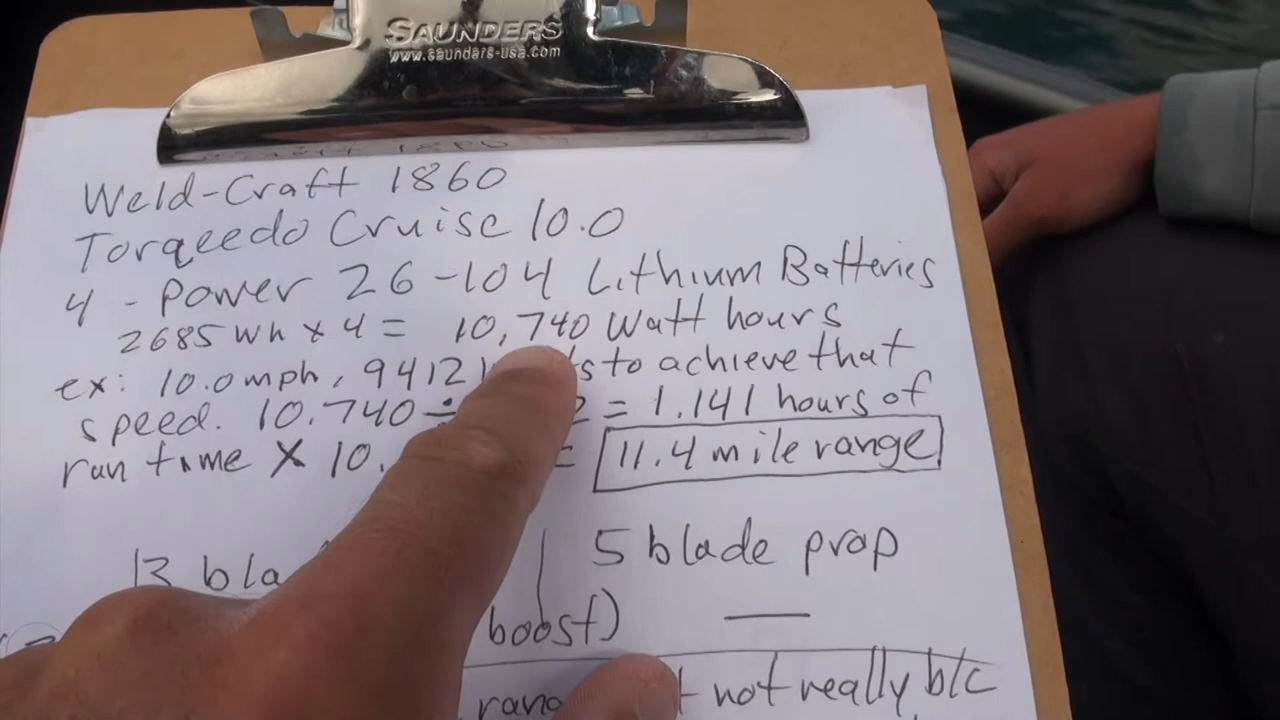 SAUNDERS
www.saunders-usa.com
Weld-Craft 1860
Torqeedo Cruise 10.0
4 - Power 26-104 Lithium Batteries
2685 Wh x 4 = 10,740 Watt hours
ex: 10.0 mph, 9412 to achieve that
speed. 10.740 ÷ = 1.141 hours of
run time X 10. = 11.4 mile range
5 blade prop
boost) —
not really b/c